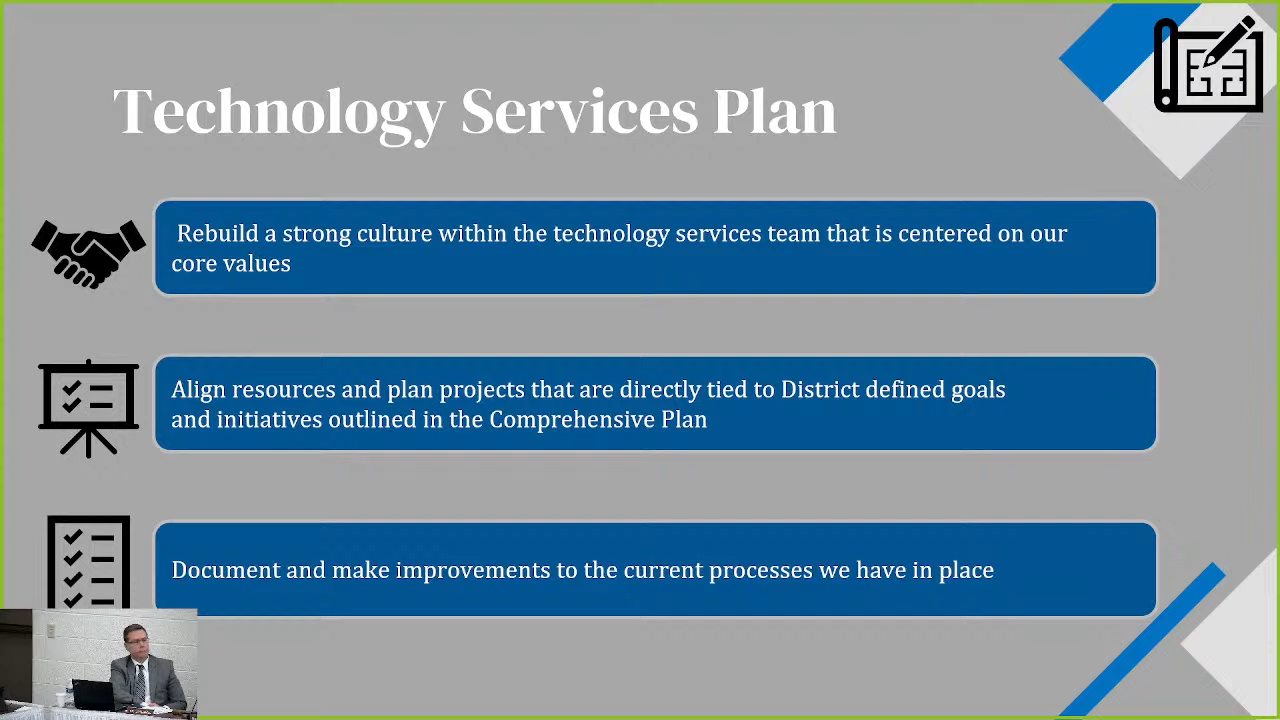 Technology Services Plan
Rebuild a strong culture within the technology services team that is centered on our
core values
Align resources and plan projects that are directly tied to District defined goals
and initiatives outlined in the Comprehensive Plan
Document and make improvements to the current processes we have in place